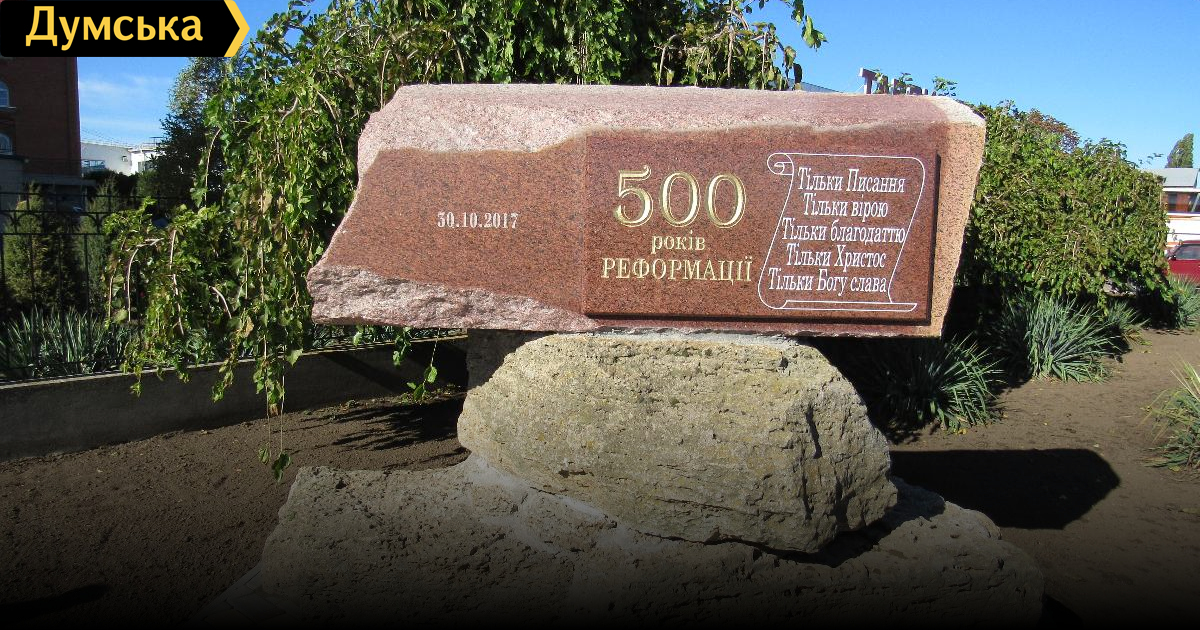 Думська
30.10.2017
500
років
РЕФОРМАЦІЇ
Тільки Писання
Тільки вірою
Тільки благодаттю
Тільки Христос
Тільки Богу слава